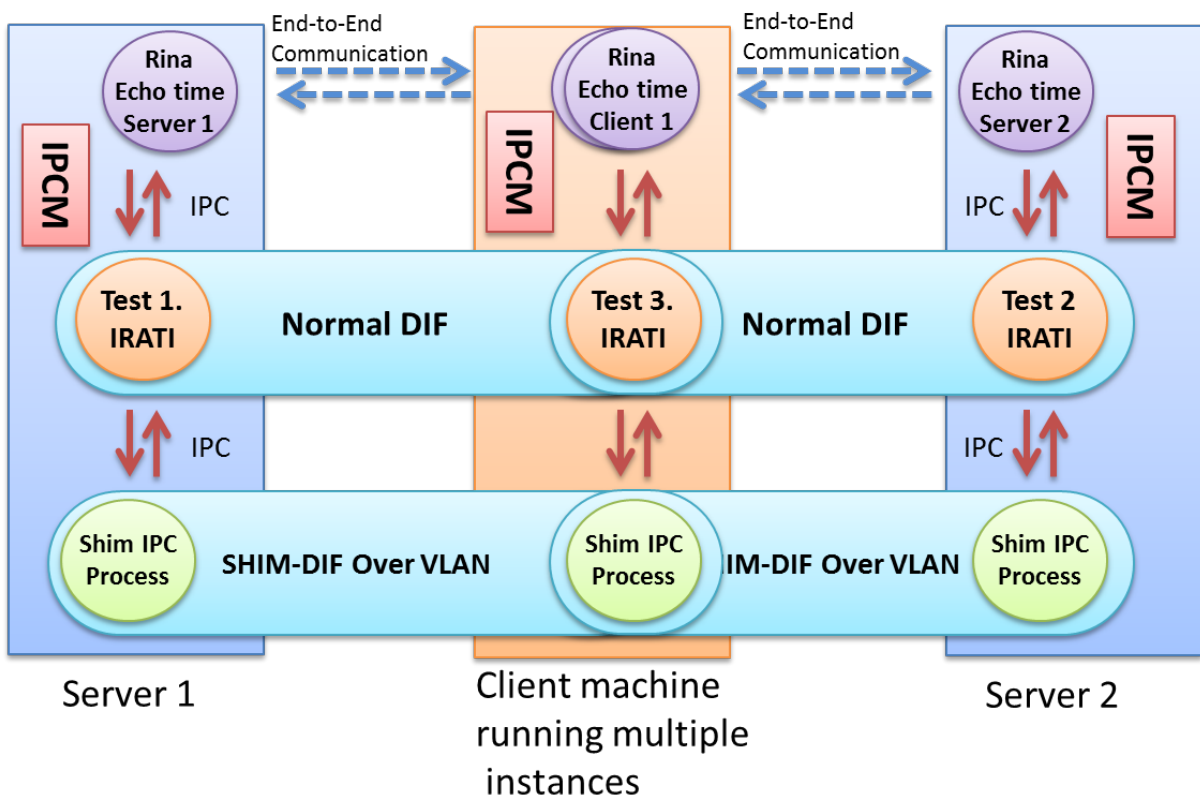 End-to-End
Communication
End-to-End
Communication
Rina
Echo time
Server 1
Rina
Echo time
Client 1
Rina
Echo time
Server 2
IPCM
IPCM
IPCM
IPC
IPC
Test 1.
IRATI
Normal DIF
Test 3.
IRATI
Normal DIF
Test 2
IRATI
IPC
IPC
Shim IPC
Process
SHIM-DIF Over VLAN
Shim IPC
Process
IM-DIF Over VLAN
Shim IPC
Process
Server 1
Client machine
running multiple
instances
Server 2